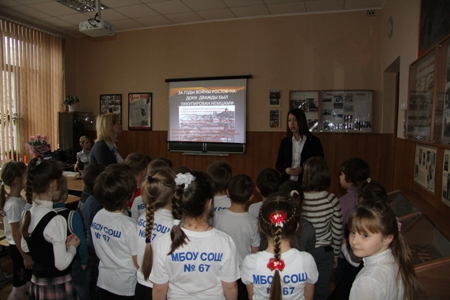 ЗА ГОДЫ ВОЙНЫ РОСТОВ-НА-
ДОНУ ДВАЖДЫ БЫЛ
ОККУПИРОВАН НЕМЦАМИ
МБОУ СОШ
№ 67
МБОУ СОШ
№ 67
МБОУ СОШ
№ 67